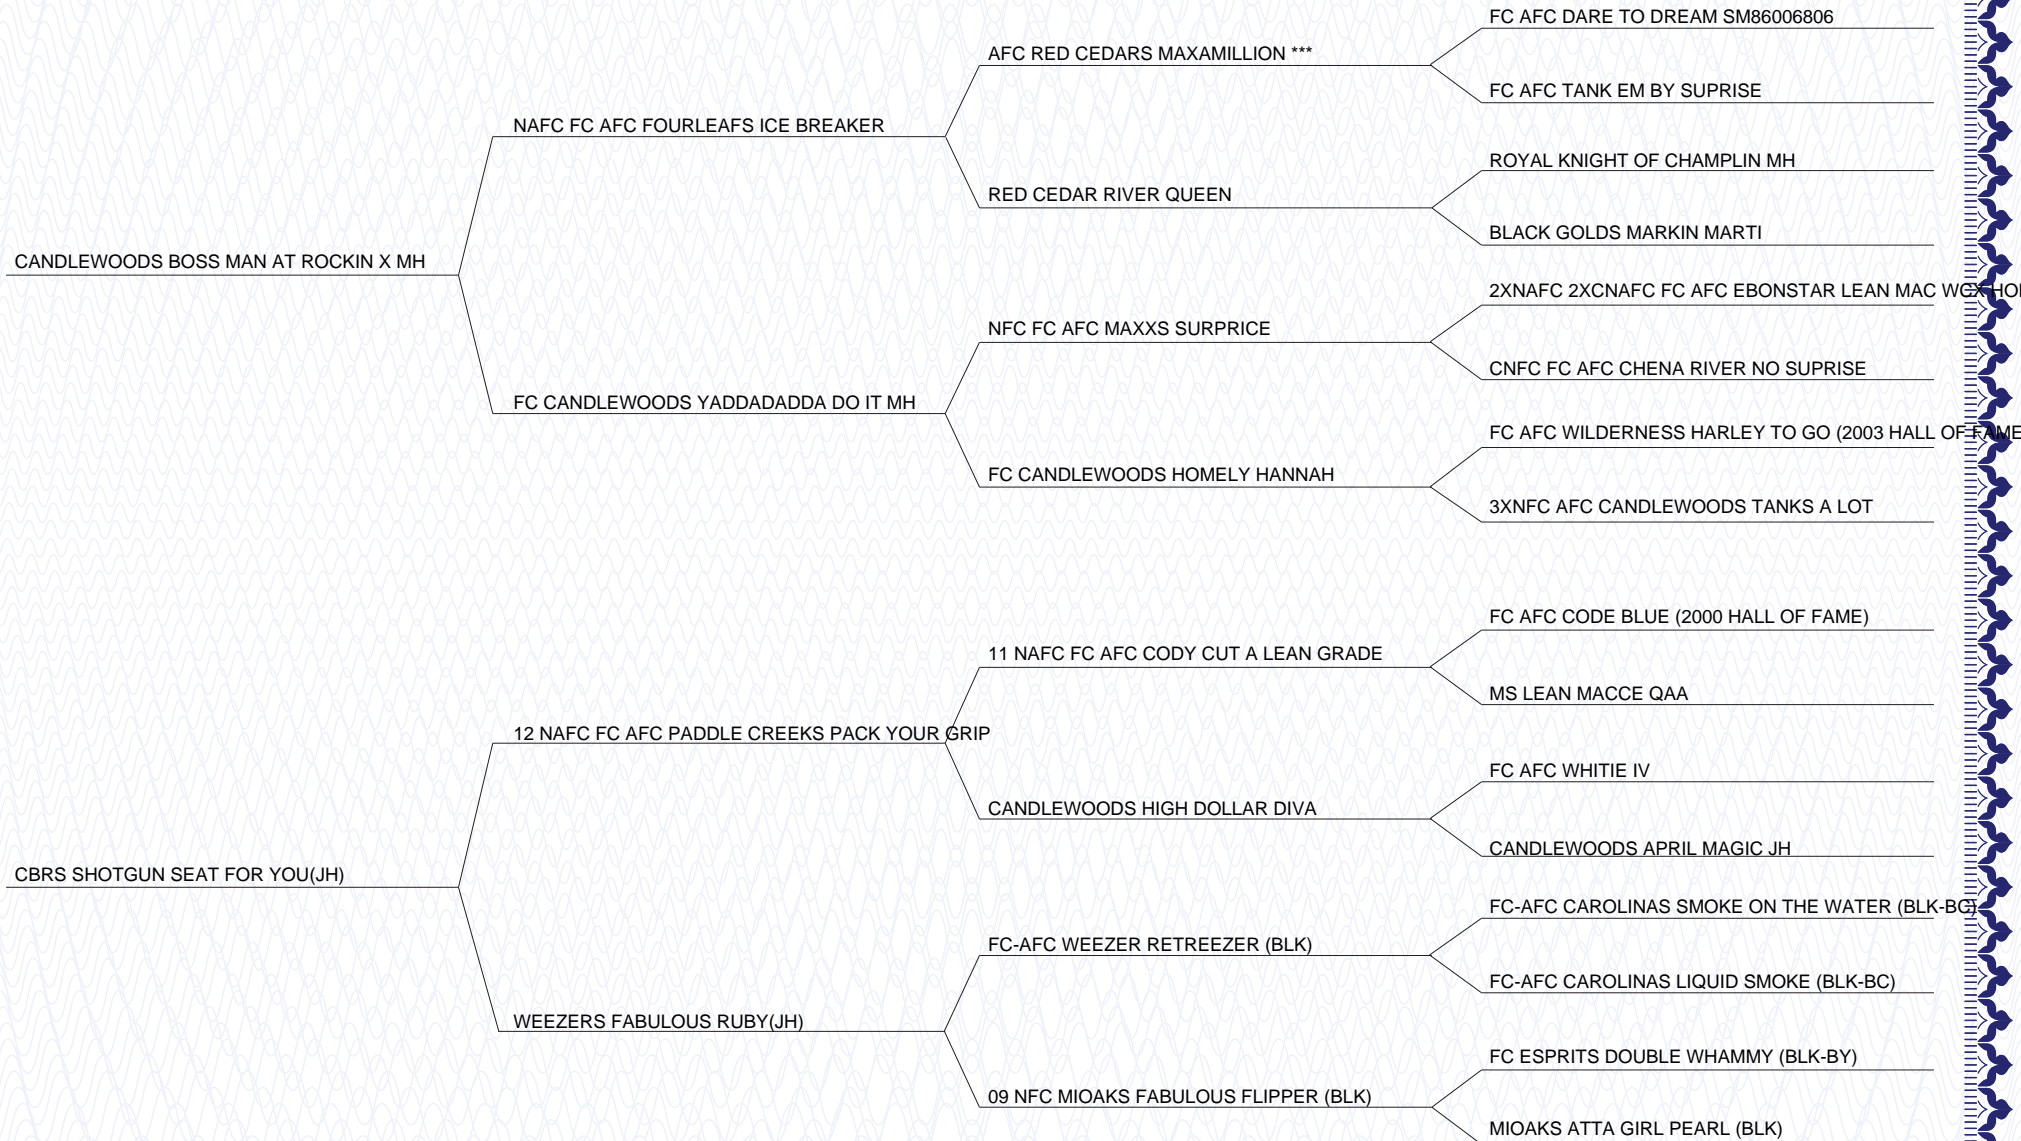 FC AFC DARE TO DREAM SM86006806
AFC RED CEDARS MAXAMILLION ***
FC AFC TANK EM BY SUPRISE
NAFC FC AFC FOURLEAFS ICE BREAKER
ROYAL KNIGHT OF CHAMPLIN MH
RED CEDAR RIVER QUEEN
BLACK GOLDS MARKIN MARTI
CANDLEWOODS BOSS MAN AT ROCKIN X MH
2XNAFC 2XCNAFC FC AFC EBONSTAR LEAN MAC WCX
NFC FC AFC MAXXS SURPRICE
CNFC FC AFC CHENA RIVER NO SUPRISE
FC CANDLEWOODS YADDADADDA DO IT MH
FC AFC WILDERNESS HARLEY TO GO (2003 HALL OF FAME
FC CANDLEWOODS HOMELY HANNAH
3XNFC AFC CANDLEWOODS TANKS A LOT
FC AFC CODE BLUE (2000 HALL OF FAME)
11 NAFC FC AFC CODY CUT A LEAN GRADE
MS LEAN MACCE QAA
12 NAFC FC AFC PADDLE CREEKS PACK YOUR GRIP
FC AFC WHITIE IV
CANDLEWOODS HIGH DOLLAR DIVA
CANDLEWOODS APRIL MAGIC JH
CBRS SHOTGUN SEAT FOR YOU(JH)
FC-AFC CAROLINAS SMOKE ON THE WATER (BLK-BC)
FC-AFC WEEZER RETREEZER (BLK)
FC-AFC CAROLINAS LIQUID SMOKE (BLK-BC)
WEEZERS FABULOUS RUBY(JH)
FC ESPRITS DOUBLE WHAMMY (BLK-BY)
09 NFC MIOAKS FABULOUS FLIPPER (BLK)
MIOAKS ATTA GIRL PEARL (BLK)